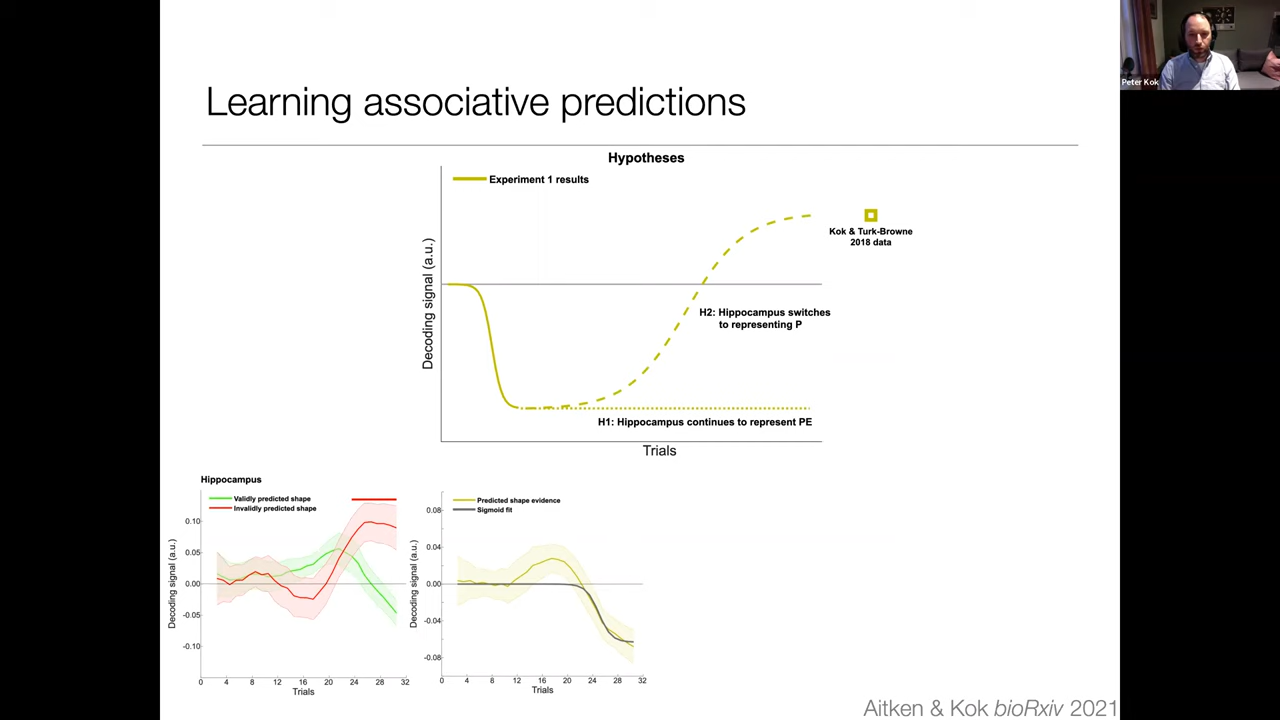 Peter Kok
Learning associative predictions
Hypotheses
Experiment 1 results
Decoding signal (a.u.)
Kok & Turk-Browne
2018 data
H2: Hippocampus switches
to representing P
H1: Hippocampus continues to represent PE
Trials
Hippocampus
Validly predicted shape
Invalidly predicted shape
0.10
0.05
0.00
-0.05
-0.10
Decoding signal (a.u.)
0 4 8 12 16 20 24 28 32
Trials
Predicted shape evidence
Sigmoid fit
0.08
0.04
0.00
-0.04
-0.08
Decoding signal (a.u.)
0 4 8 12 16 20 24 28 32
Trials
Aitken & Kok bioRxiv 2021